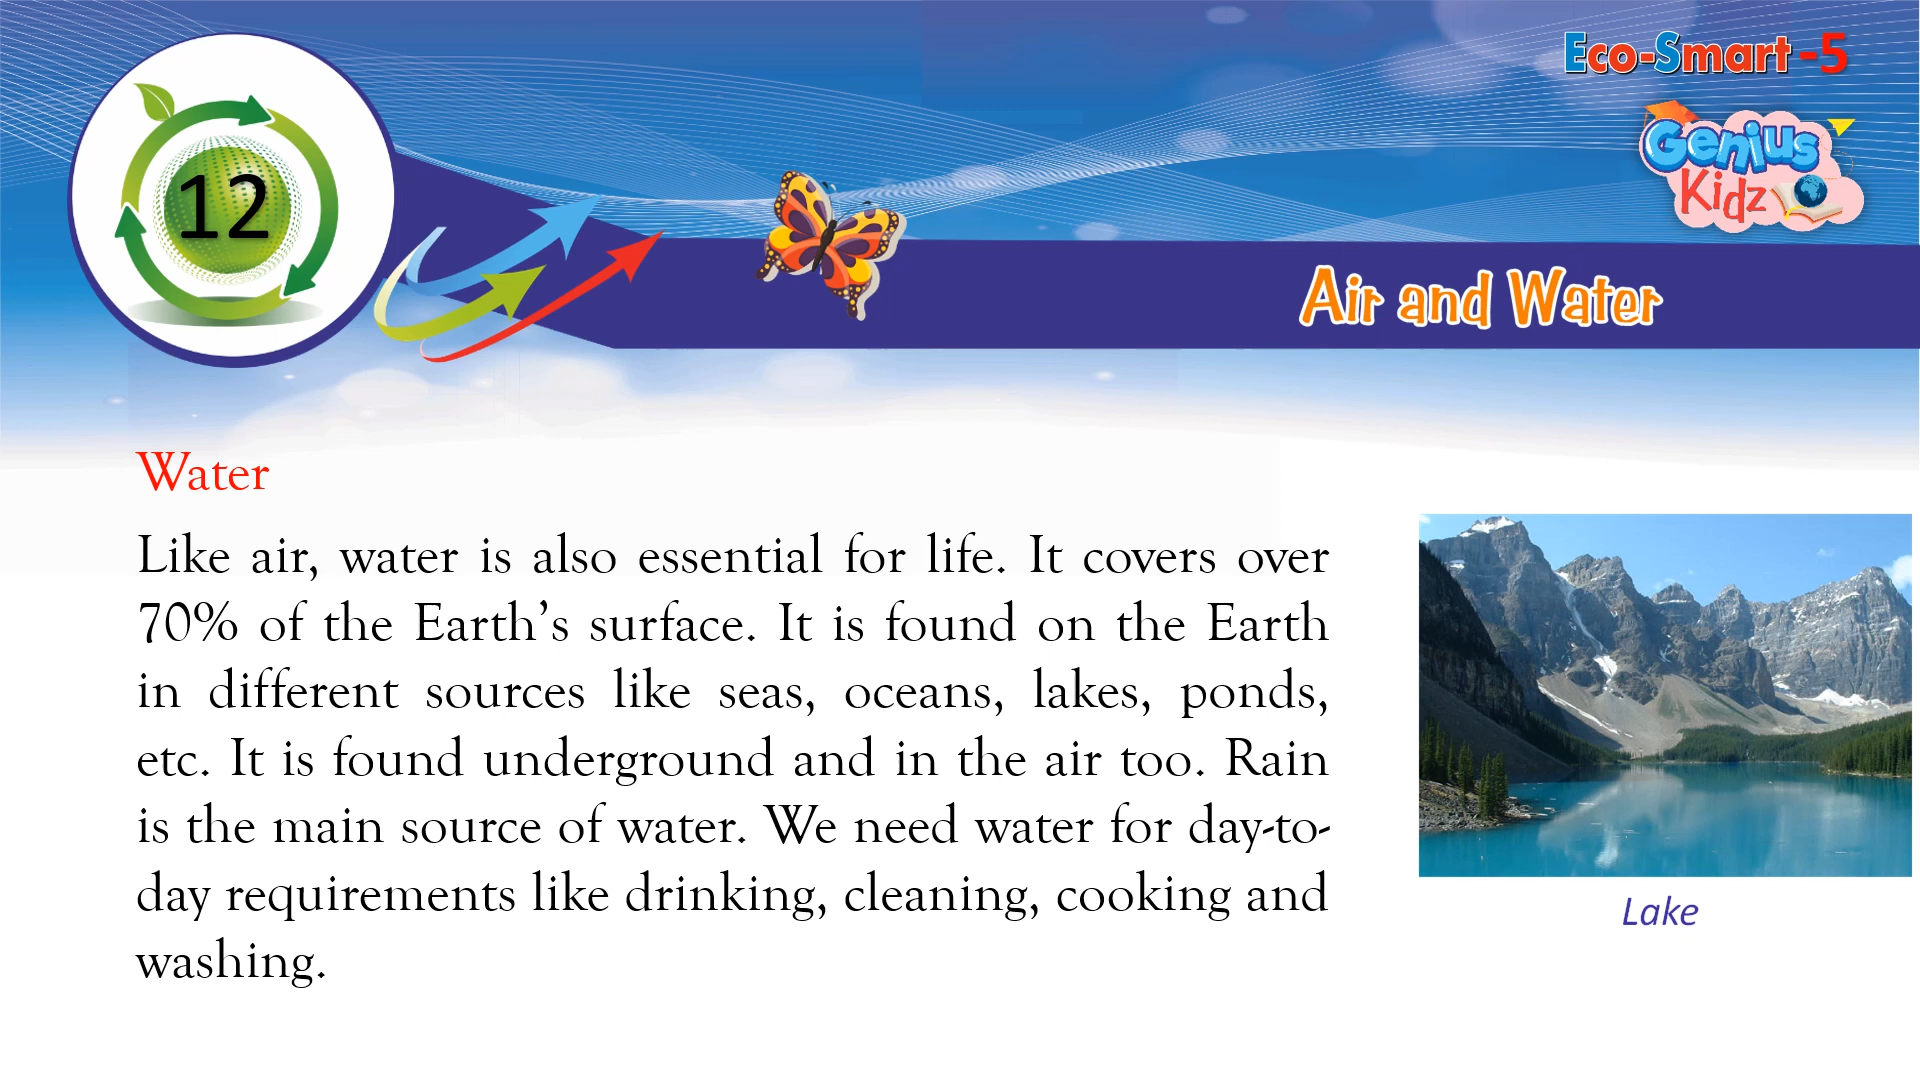 Eco-Smart -5
Genius
Kidz
12
Air and Water
Water
Like air, water is also essential for life. It covers over
70% of the Earth’s surface. It is found on the Earth
in different sources like seas, oceans, lakes, ponds,
etc. It is found underground and in the air too. Rain
is the main source of water. We need water for day-to-
day requirements like drinking, cleaning, cooking and
washing.
Lake